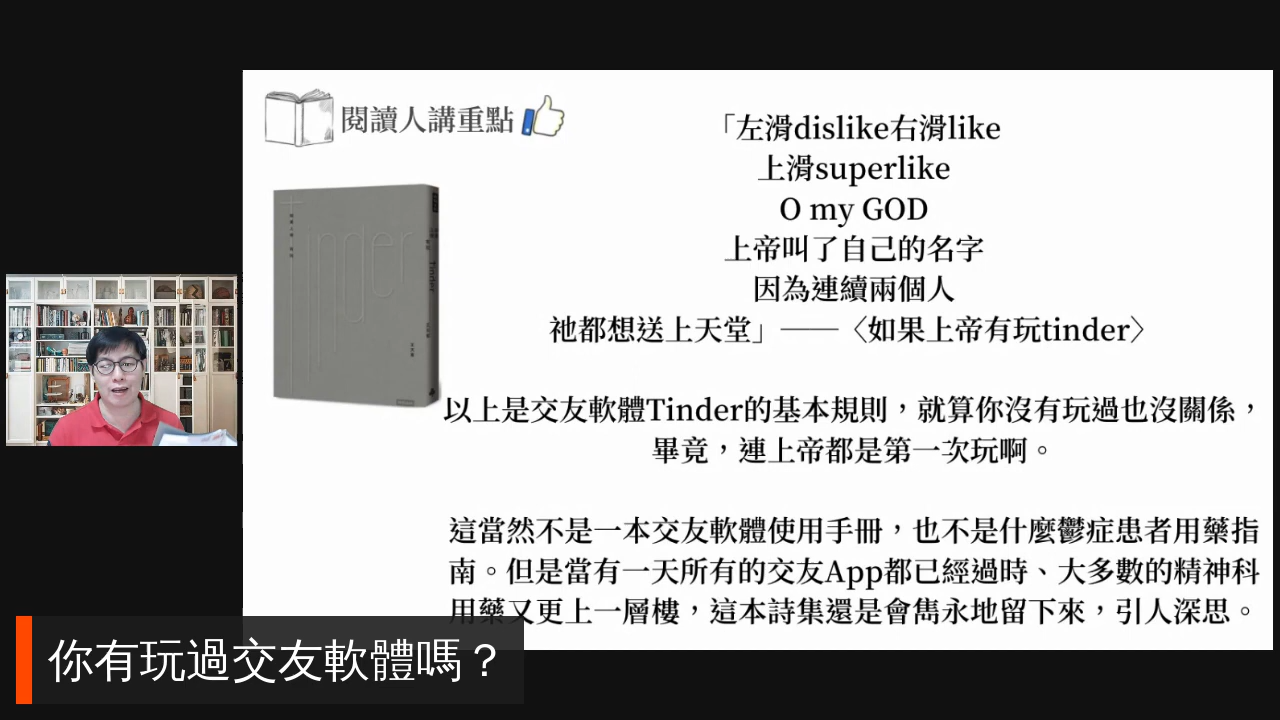 閱讀人講重點
「左滑dislike右滑like
上滑superlike
O my GOD
上帝叫了自己的名字
因為連續兩個人
祂都想送上天堂」——〈如果上帝有玩tinder〉
tinder
以上是交友軟體Tinder的基本規則，就算你沒有玩過也沒關係，
畢竟，連上帝都是第一次玩啊。
這當然不是一本交友軟體使用手冊，也不是什麼鬱症患者用藥指
南。但是當有一天所有的交友App都已經過時、大多數的精神科
用藥又更上一層樓，這本詩集還是會雋永地留下來，引人深思。
你有玩過交友軟體嗎？